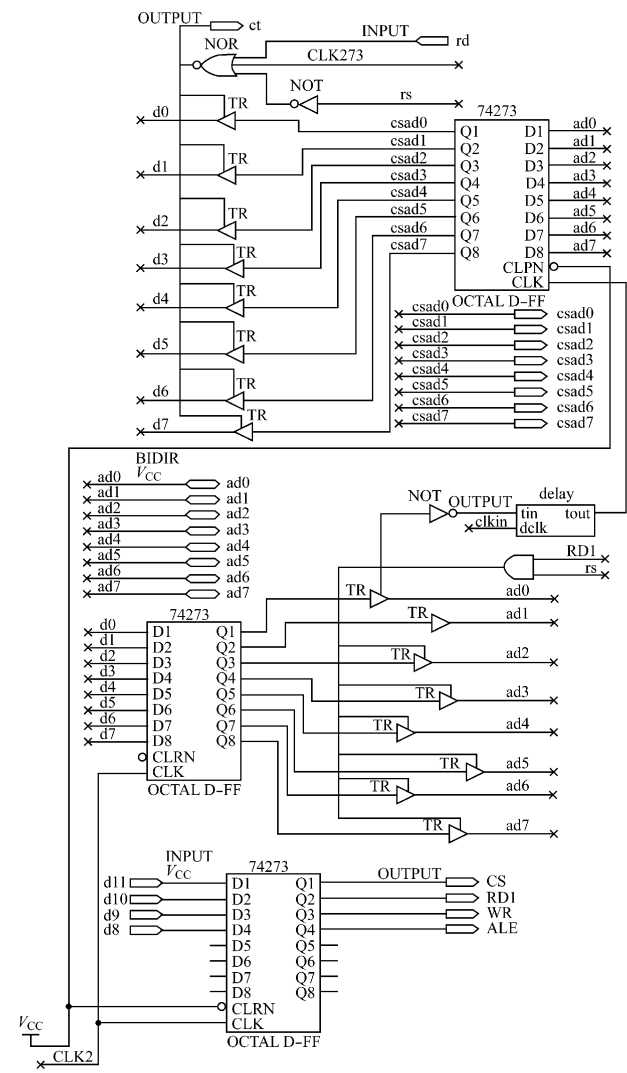 OUTPUT ct
NOR INPUT rd
CLK273
NOT rs
74273
d0 TR csad0 Q1 D1 ad0
d1 TR csad1 Q2 D2 ad1
d2 TR csad2 Q3 D3 ad2
d3 TR csad3 Q4 D4 ad3
d4 TR csad4 Q5 D5 ad4
d5 TR csad5 Q6 D6 ad5
d6 TR csad6 Q7 D7 ad6
d7 TR csad7 Q8 D8 ad7
CLPN
CLK
OCTAL D-FF
csad0 csad0
csad1 csad1
csad2 csad2
csad3 csad3
csad4 csad4
csad5 csad5
csad6 csad6
csad7 csad7
BIDIR
VCC
ad0 ad0
ad1 ad1
ad2 ad2
ad3 ad3
ad4 ad4
ad5 ad5
ad6 ad6
ad7 ad7
NOT OUTPUT delay
tin tout
clkin dclk
RD1
rs
74273
d0 D1 Q1 TR ad0
d1 D2 Q2 TR ad1
d2 D3 Q3 TR ad2
d3 D4 Q4 TR ad3
d4 D5 Q5 TR ad4
d5 D6 Q6 TR ad5
d6 D7 Q7 TR ad6
d7 D8 Q8 TR ad7
CLRN
CLK
OCTAL D-FF
INPUT
VCC
74273
OUTPUT
d11 D1 Q1 CS
d10 D2 Q2 RD1
d9 D3 Q3 WR
d8 D4 Q4 ALE
D5 Q5
D6 Q6
D7 Q7
D8 Q8
CLRN
CLK
OCTAL D-FF
VCC
CLK2